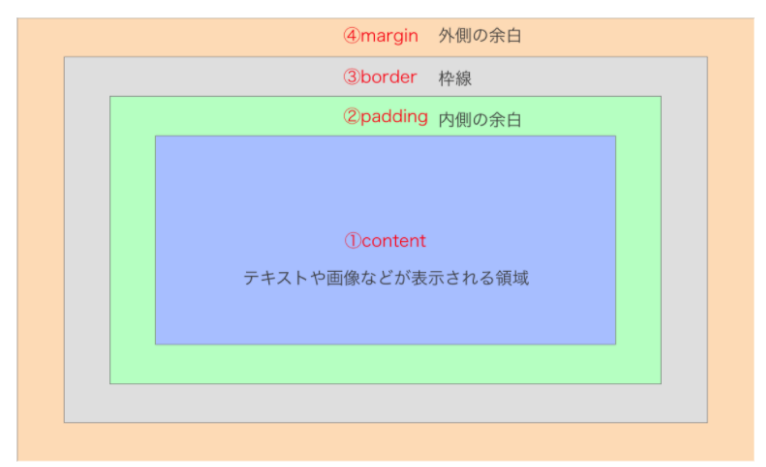 ④margin 外側の余白
③border 枠線
②padding 内側の余白
①content
テキストや画像などが表示される領域